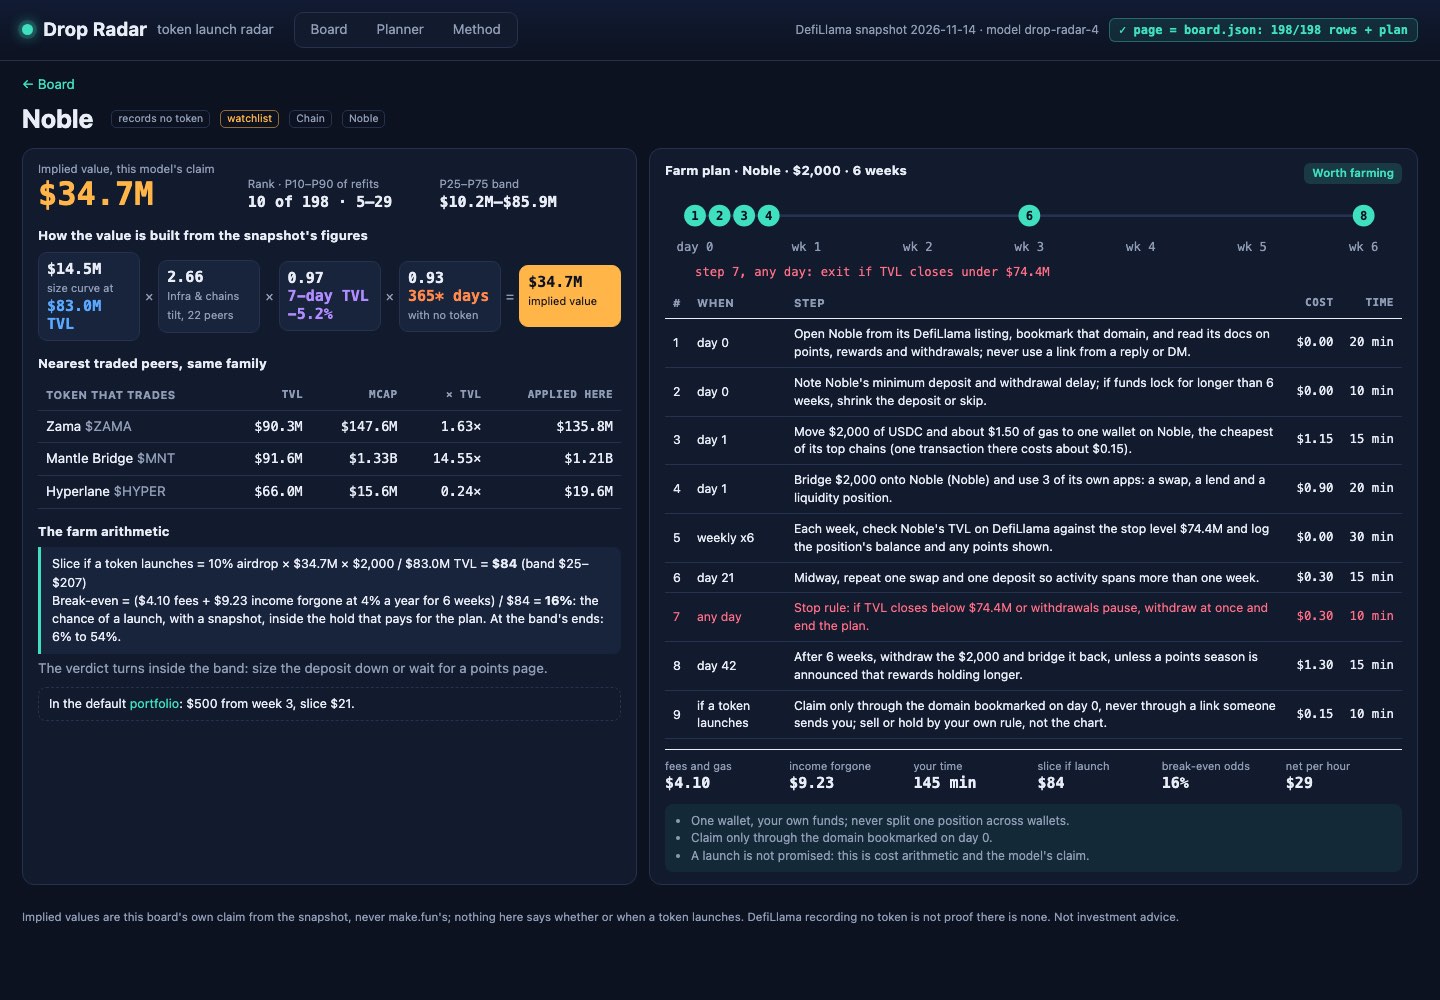 Drop Radar token launch radar Board Planner Method DefiLlama snapshot 2026-11-14 · model drop-radar-4 ✓ page = board.json: 198/198 rows + plan
← Board
Noble records no token watchlist Chain Noble
Implied value, this model's claim
$34.7M
Rank · P10–P90 of refits
10 of 198 · 5–29
P25–P75 band
$10.2M–$85.9M
How the value is built from the snapshot's figures
$14.5M
size curve at
$83.0M
TVL
×
2.66
Infra & chains
tilt, 22 peers
×
0.97
7-day TVL
−5.2%
×
0.93
365* days
with no token
=
$34.7M
implied value
Nearest traded peers, same family
TOKEN THAT TRADES TVL MCAP × TVL APPLIED HERE
Zama $ZAMA $90.3M $147.6M 1.63× $135.8M
Mantle Bridge $MNT $91.6M $1.33B 14.55× $1.21B
Hyperlane $HYPER $66.0M $15.6M 0.24× $19.6M
The farm arithmetic
Slice if a token launches = 10% airdrop × $34.7M × $2,000 / $83.0M TVL = $84 (band $25–
$207)
Break-even = ($4.10 fees + $9.23 income forgone at 4% a year for 6 weeks) / $84 = 16%: the
chance of a launch, with a snapshot, inside the hold that pays for the plan. At the band's ends:
6% to 54%.
The verdict turns inside the band: size the deposit down or wait for a points page.
In the default portfolio: $500 from week 3, slice $21.
Farm plan · Noble · $2,000 · 6 weeks Worth farming
1 2 3 4 6 8
day 0 wk 1 wk 2 wk 3 wk 4 wk 5 wk 6
step 7, any day: exit if TVL closes under $74.4M
# WHEN STEP COST TIME
1 day 0 Open Noble from its DefiLlama listing, bookmark that domain, and read its docs on
points, rewards and withdrawals; never use a link from a reply or DM. $0.00 20 min
2 day 0 Note Noble's minimum deposit and withdrawal delay; if funds lock for longer than 6
weeks, shrink the deposit or skip. $0.00 10 min
3 day 1 Move $2,000 of USDC and about $1.50 of gas to one wallet on Noble, the cheapest
of its top chains (one transaction there costs about $0.15). $1.15 15 min
4 day 1 Bridge $2,000 onto Noble (Noble) and use 3 of its own apps: a swap, a lend and a
liquidity position. $0.90 20 min
5 weekly x6 Each week, check Noble's TVL on DefiLlama against the stop level $74.4M and log
the position's balance and any points shown. $0.00 30 min
6 day 21 Midway, repeat one swap and one deposit so activity spans more than one week. $0.30 15 min
7 any day Stop rule: if TVL closes below $74.4M or withdrawals pause, withdraw at once and
end the plan. $0.30 10 min
8 day 42 After 6 weeks, withdraw the $2,000 and bridge it back, unless a points season is
announced that rewards holding longer. $1.30 15 min
9 if a token
launches Claim only through the domain bookmarked on day 0, never through a link someone
sends you; sell or hold by your own rule, not the chart. $0.15 10 min
fees and gas income forgone your time slice if launch break-even odds net per hour
$4.10 $9.23 145 min $84 16% $29
• One wallet, your own funds; never split one position across wallets.
• Claim only through the domain bookmarked on day 0.
• A launch is not promised: this is cost arithmetic and the model's claim.
Implied values are this board's own claim from the snapshot, never make.fun's; nothing here says whether or when a token launches. DefiLlama recording no token is not proof there is none. Not investment advice.